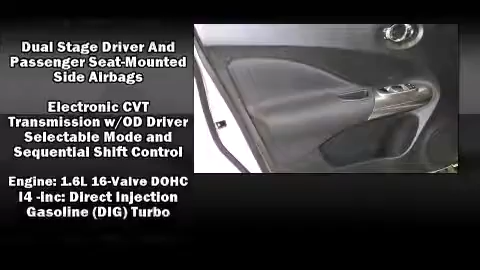 Dual Stage Driver And
Passenger Seat-Mounted
Side Airbags
Electronic CVT
Transmission w/OD Driver
Selectable Mode and
Sequential Shift Control
Engine: 1.6L 16-Valve DOHC
I4 -inc: Direct Injection
Gasoline (DIG) Turbo